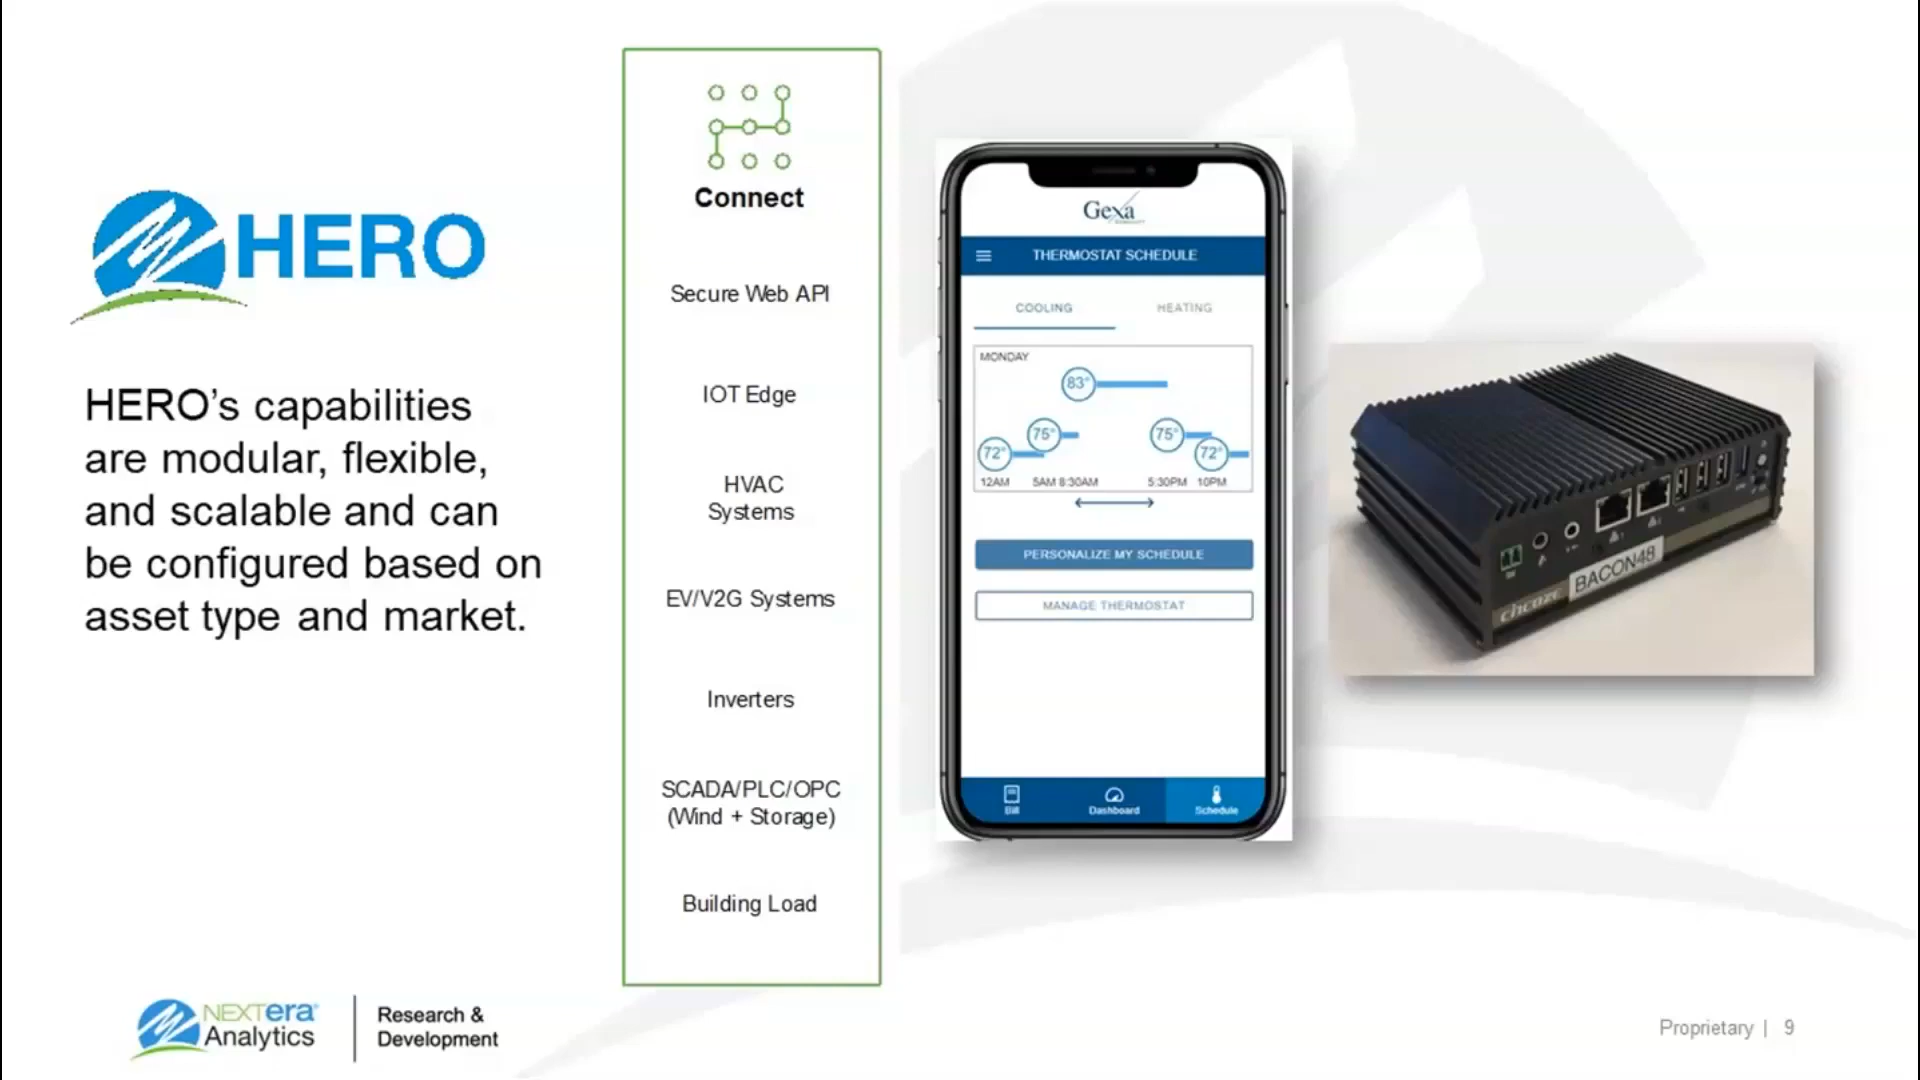 HERO
HERO's capabilities
are modular, flexible,
and scalable and can
be configured based on
asset type and market.
Connect
Secure Web API
IOT Edge
HVAC
Systems
EV/V2G Systems
Inverters
SCADA/PLC/OPC
(Wind + Storage)
Building Load
Gexa
THERMOSTAT SCHEDULE
COOLING HEATING
MONDAY
83°
75° 75°
72° 72°
12AM 5AM 8:30AM 5:30PM 10PM
PERSONALIZE MY SCHEDULE
MANAGE THERMOSTAT
Bill Dashboard Schedule
BACON48
cincoze
NEXTera
Analytics
Research &
Development
Proprietary | 9